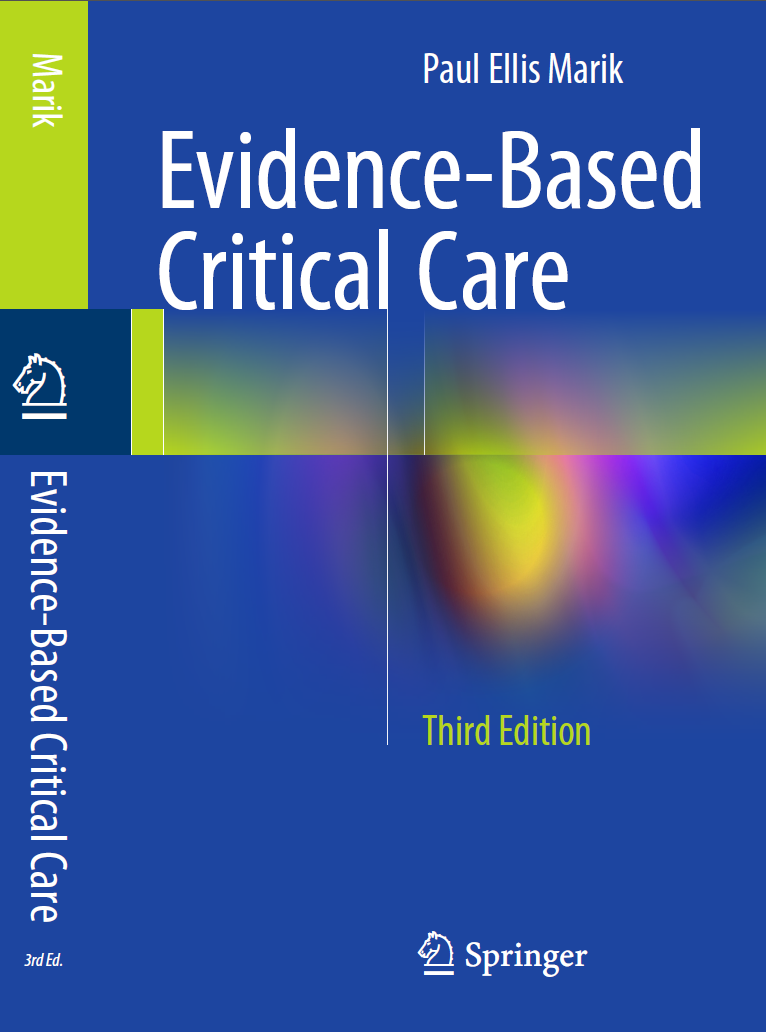 Marik
Evidence-Based Critical Care
3rd Ed.
Paul Ellis Marik
Evidence-Based
Critical Care
Third Edition
Springer